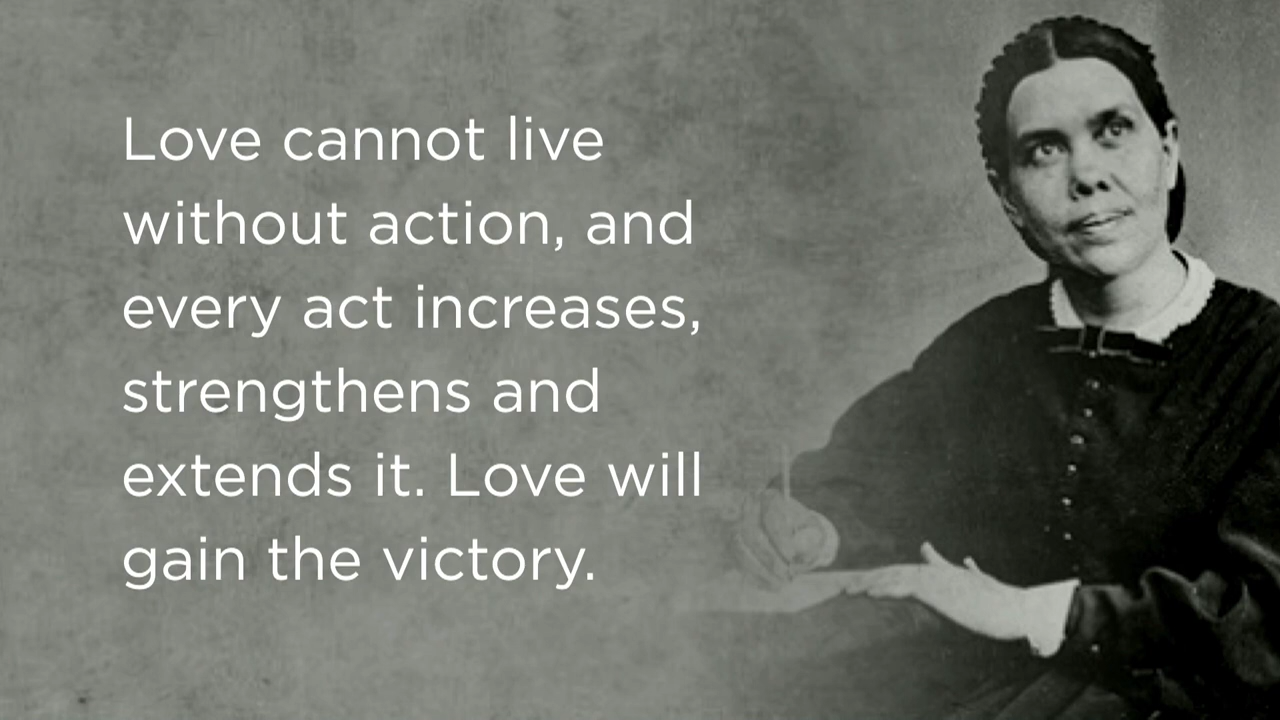 Love cannot live
without action, and
every act increases,
strengthens and
extends it. Love will
gain the victory.